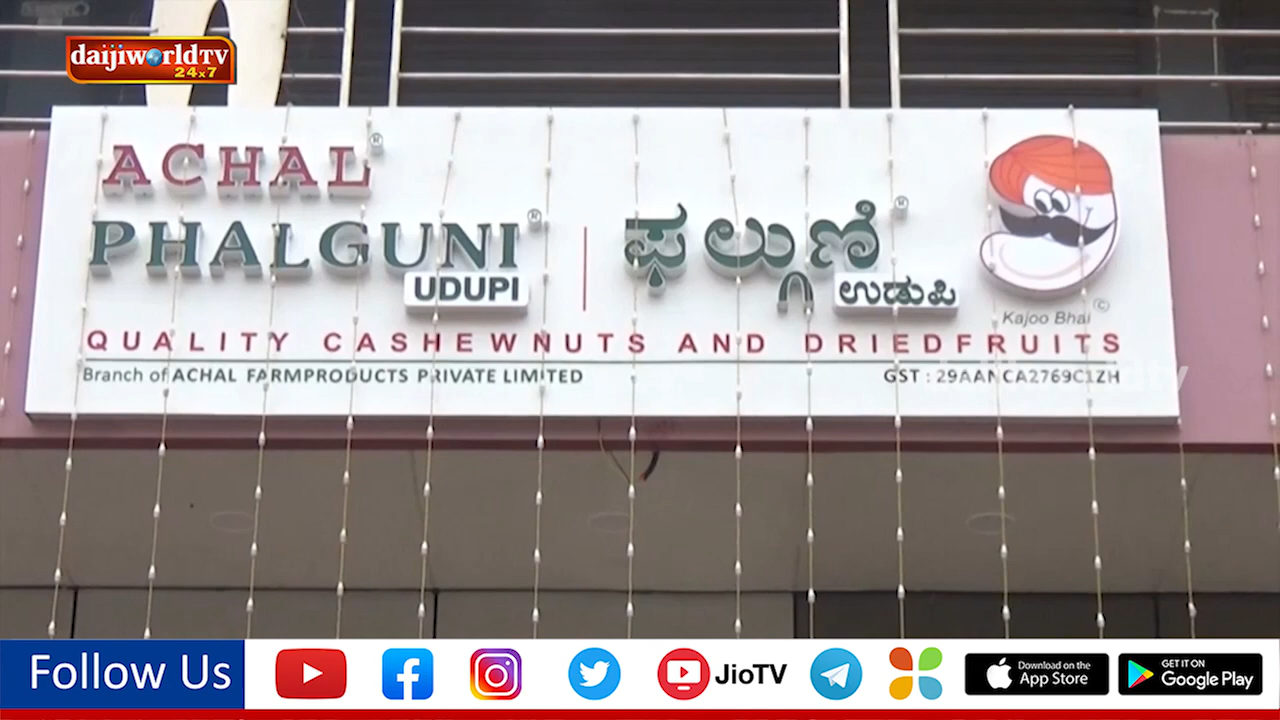 daijiworldTV
24x7
ACHAL®
PHALGUNI®
UDUPI
ಫಲ್ಗುಣಿ®
ಉಡುಪಿ
Kajoo Bhai ©
QUALITY CASHEWNUTS AND DRIEDFRUITS
Branch of ACHAL FARMPRODUCTS PRIVATE LIMITED
GST : 29AANCA2769C1ZH
Follow Us
JioTV
Download on the
App Store
GET IT ON
Google Play